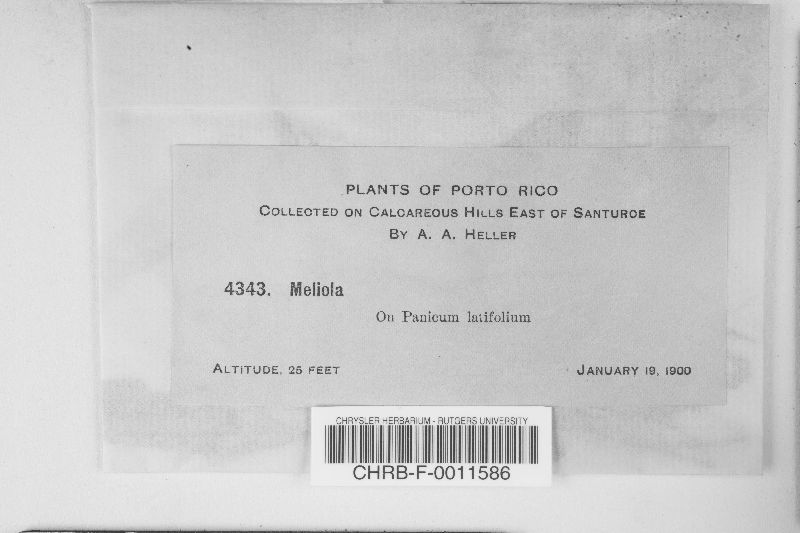 PLANTS OF PORTO RICO
COLLECTED ON CALCAREOUS HILLS EAST OF SANTURCE
BY A. A. HELLER
4343. Meliola
On Panicum latifolium
ALTITUDE, 25 FEET
JANUARY 19, 1900
CHRYSLER HERBARIUM - RUTGERS UNIVERSITY
CHRB-F-0011586